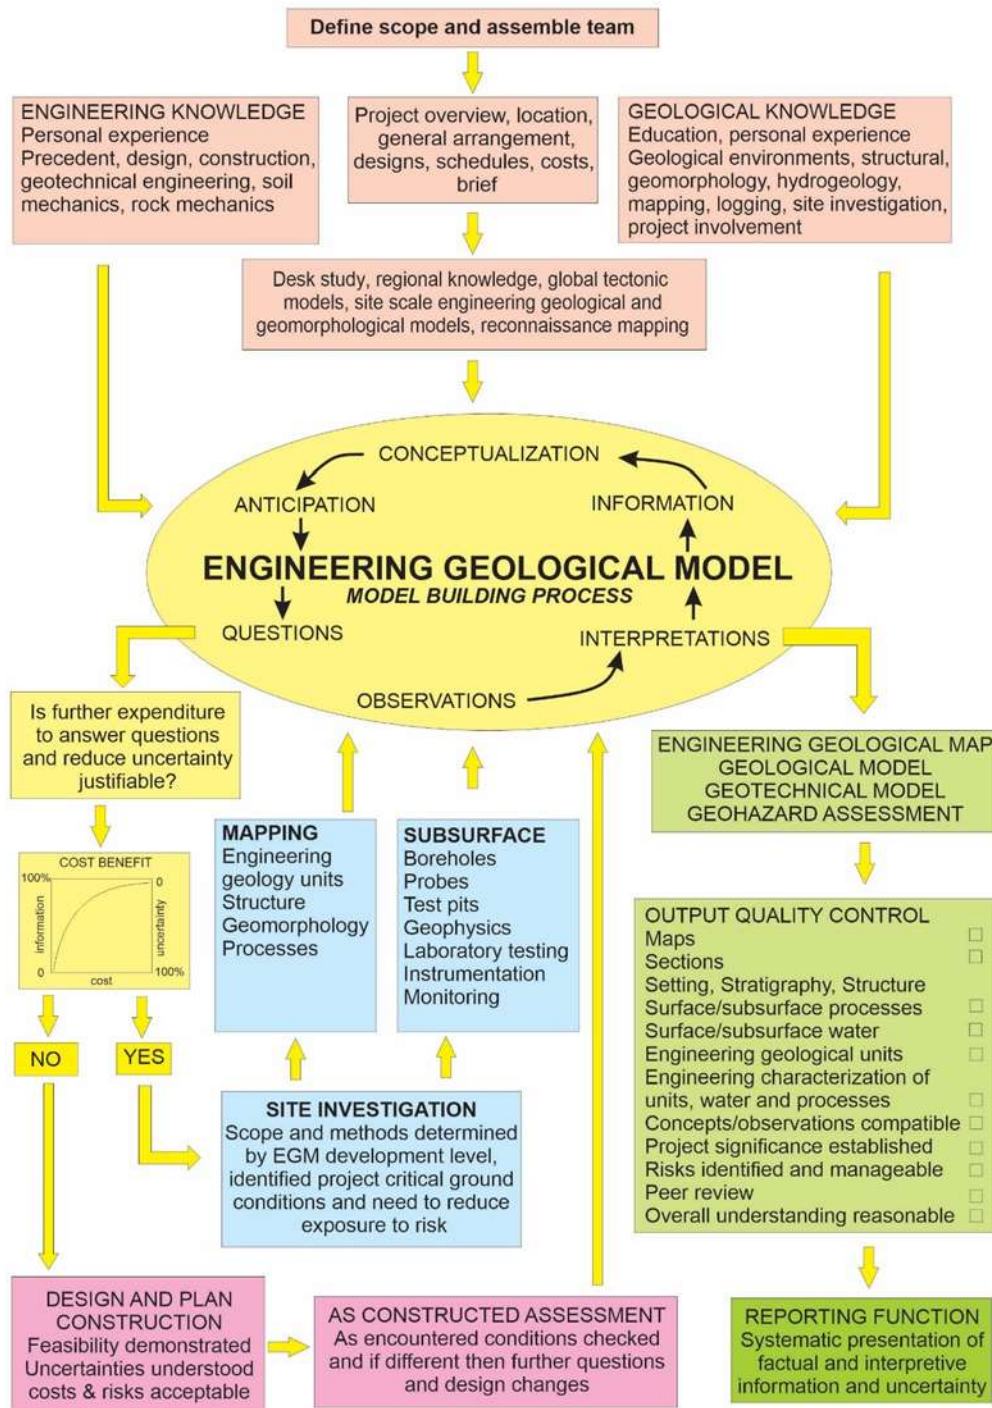 Define scope and assemble team
ENGINEERING KNOWLEDGE
Personal experience
Precedent, design, construction,
geotechnical engineering, soil
mechanics, rock mechanics
Project overview, location,
general arrangement,
designs, schedules, costs,
brief
GEOLOGICAL KNOWLEDGE
Education, personal experience
Geological environments, structural,
geomorphology, hydrogeology,
mapping, logging, site investigation,
project involvement
Desk study, regional knowledge, global tectonic
models, site scale engineering geological and
geomorphological models, reconnaissance mapping
CONCEPTUALIZATION
ANTICIPATION
INFORMATION
ENGINEERING GEOLOGICAL MODEL
MODEL BUILDING PROCESS
QUESTIONS
INTERPRETATIONS
OBSERVATIONS
Is further expenditure
to answer questions
and reduce uncertainty
justifiable?
COST BENEFIT
100%
0
information
uncertainty
0
100%
cost
NO
YES
MAPPING
Engineering
geology units
Structure
Geomorphology
Processes
SUBSURFACE
Boreholes
Probes
Test pits
Geophysics
Laboratory testing
Instrumentation
Monitoring
SITE INVESTIGATION
Scope and methods determined
by EGM development level,
identified project critical ground
conditions and need to reduce
exposure to risk
ENGINEERING GEOLOGICAL MAP
GEOLOGICAL MODEL
GEOTECHNICAL MODEL
GEOHAZARD ASSESSMENT
OUTPUT QUALITY CONTROL
Maps
Sections
Setting, Stratigraphy, Structure
Surface/subsurface processes
Surface/subsurface water
Engineering geological units
Engineering characterization of
units, water and processes
Concepts/observations compatible
Project significance established
Risks identified and manageable
Peer review
Overall understanding reasonable
DESIGN AND PLAN
CONSTRUCTION
Feasibility demonstrated
Uncertainties understood
costs & risks acceptable
AS CONSTRUCTED ASSESSMENT
As encountered conditions checked
and if different then further questions
and design changes
REPORTING FUNCTION
Systematic presentation of
factual and interpretive
information and uncertainty